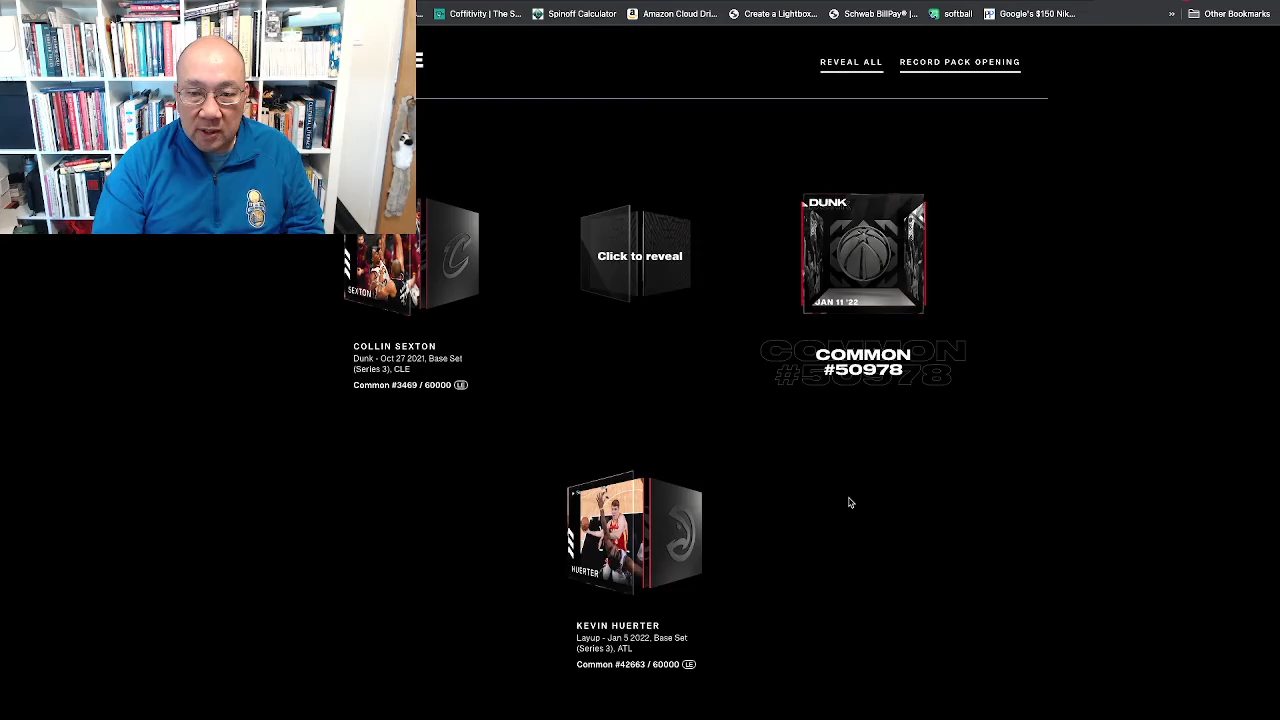 Coffitivity | The S...
Spinoff Calculator
Amazon Cloud Dri...
Create a Lightbox...
Schwab BillPay® |...
softball
Google's $150 Nik...
»
Other Bookmarks
E
REVEAL ALL
RECORD PACK OPENING
DUNK
Click to reveal
SEXTON
JAN 11 '22
COLLIN SEXTON
Dunk - Oct 27 2021, Base Set
(Series 3), CLE
Common #3469 / 60000 LE
COMMON
#50978
HUERTER
KEVIN HUERTER
Layup - Jan 5 2022, Base Set
(Series 3), ATL
Common #42663 / 60000 LE